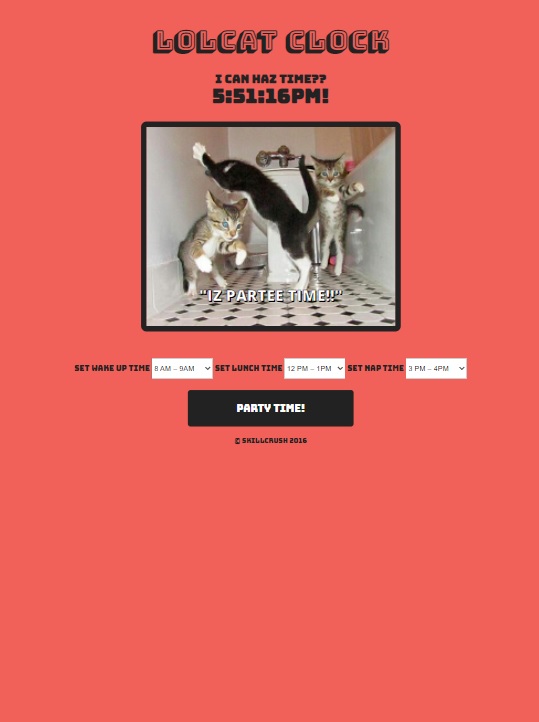 LOLCAT CLOCK
I CAN HAZ TIME??
5:51:16PM!
"IZ PARTEE TIME!!"
SET WAKE UP TIME 8 AM – 9AM SET LUNCH TIME 12 PM – 1PM SET NAP TIME 3 PM – 4PM
PARTY TIME!
© SKILLCRUSH 2016